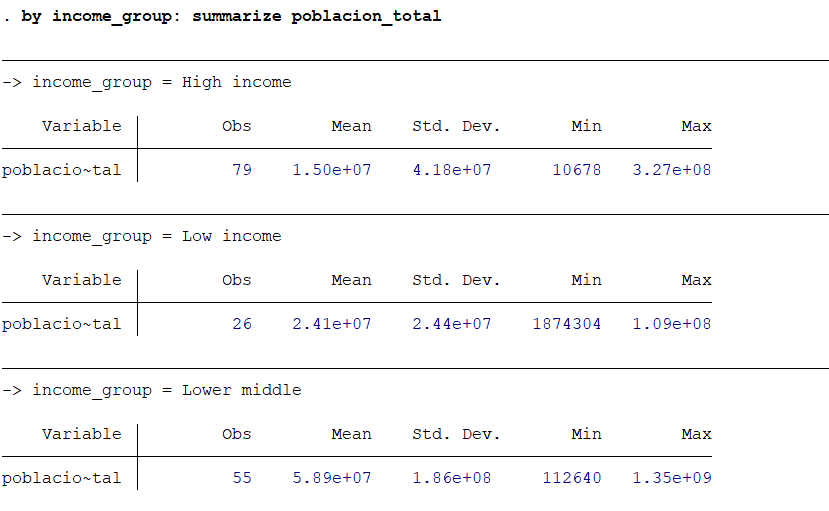 . by income_group: summarize poblacion_total
-> income_group = High income
Variable Obs Mean Std. Dev. Min Max
poblacio~tal 79 1.50e+07 4.18e+07 10678 3.27e+08
-> income_group = Low income
Variable Obs Mean Std. Dev. Min Max
poblacio~tal 26 2.41e+07 2.44e+07 1874304 1.09e+08
-> income_group = Lower middle
Variable Obs Mean Std. Dev. Min Max
poblacio~tal 55 5.89e+07 1.86e+08 112640 1.35e+09